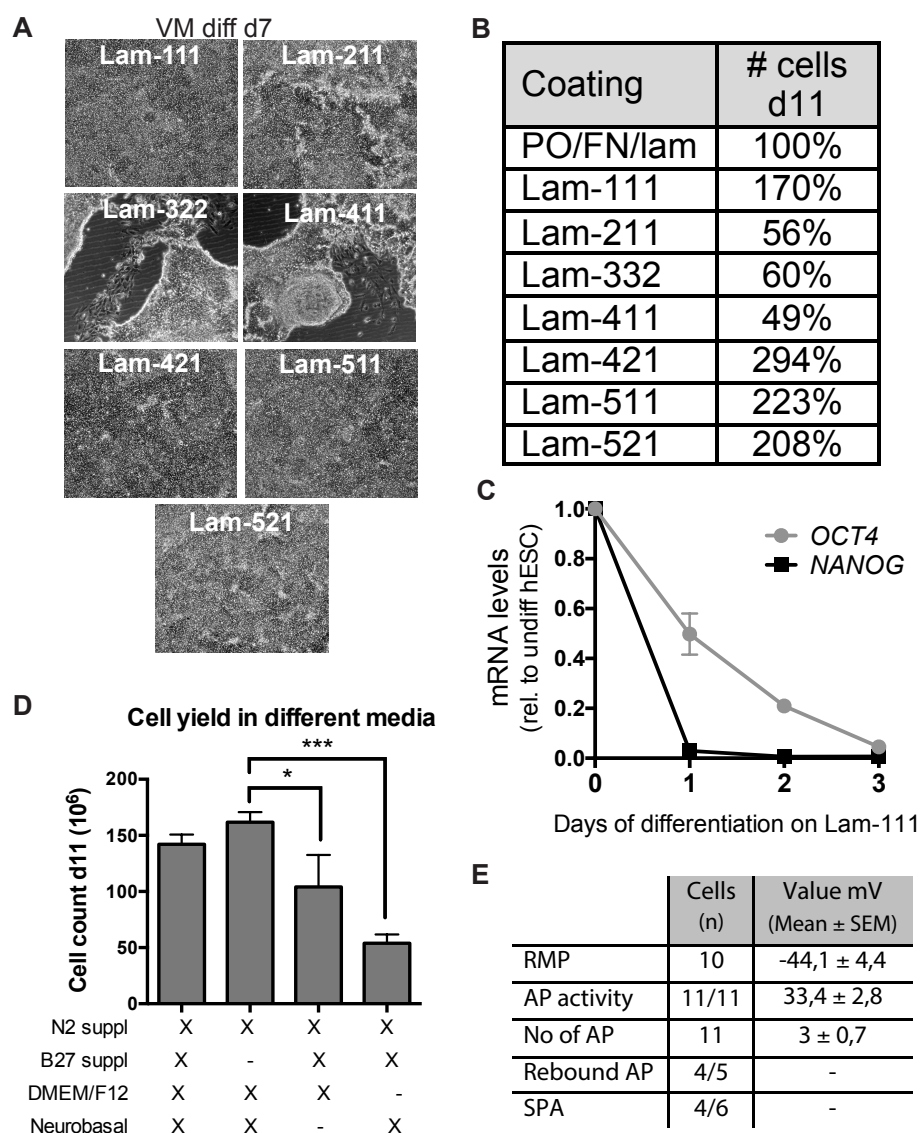 A
VM diff d7
Lam-111
Lam-211
Lam-322
Lam-411
Lam-421
Lam-511
Lam-521
B
Coating # cells d11
PO/FN/lam 100%
Lam-111 170%
Lam-211 56%
Lam-332 60%
Lam-411 49%
Lam-421 294%
Lam-511 223%
Lam-521 208%
C
mRNA levels
(rel. to undiff hESC)
1.0
0.8
0.6
0.4
0.2
0.0
0 1 2 3
OCT4
NANOG
Days of differentiation on Lam-111
D
Cell yield in different media
***
*
Cell count d11 (10⁶)
200
150
100
50
0
N2 suppl X X X X
B27 suppl X - X X
DMEM/F12 X X X -
Neurobasal X X - X
E
Cells (n) Value mV (Mean ± SEM)
RMP 10 -44,1 ± 4,4
AP activity 11/11 33,4 ± 2,8
No of AP 11 3 ± 0,7
Rebound AP 4/5 -
SPA 4/6 -